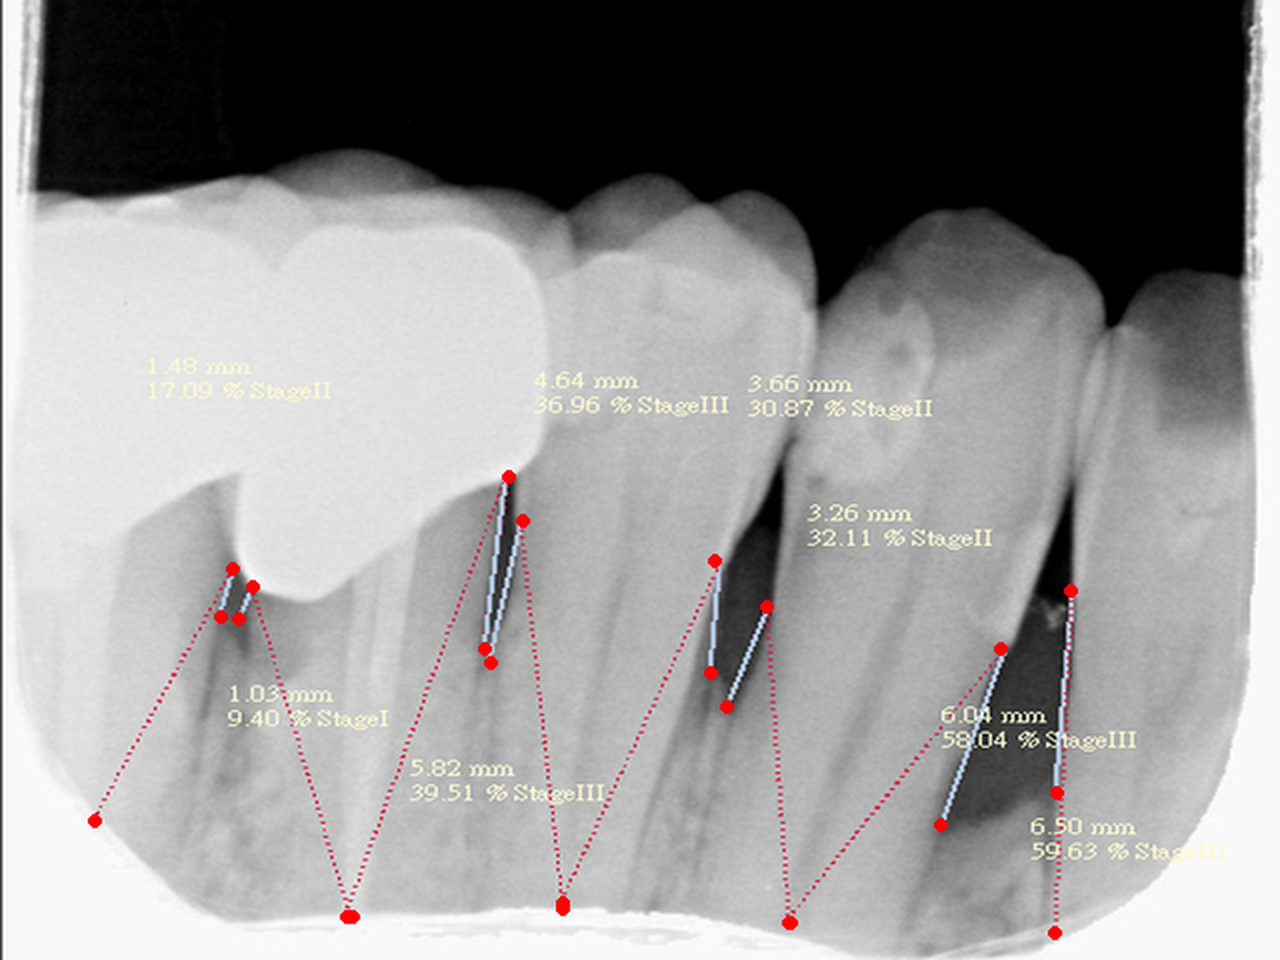 1.48 mm
17.09 % StageII
4.64 mm
36.96 % StageIII
3.66 mm
30.87 % StageII
3.26 mm
32.11 % StageII
1.03 mm
9.40 % StageI
6.04 mm
58.04 % StageIII
5.82 mm
39.51 % StageIII
6.50 mm
59.63 % StageIII